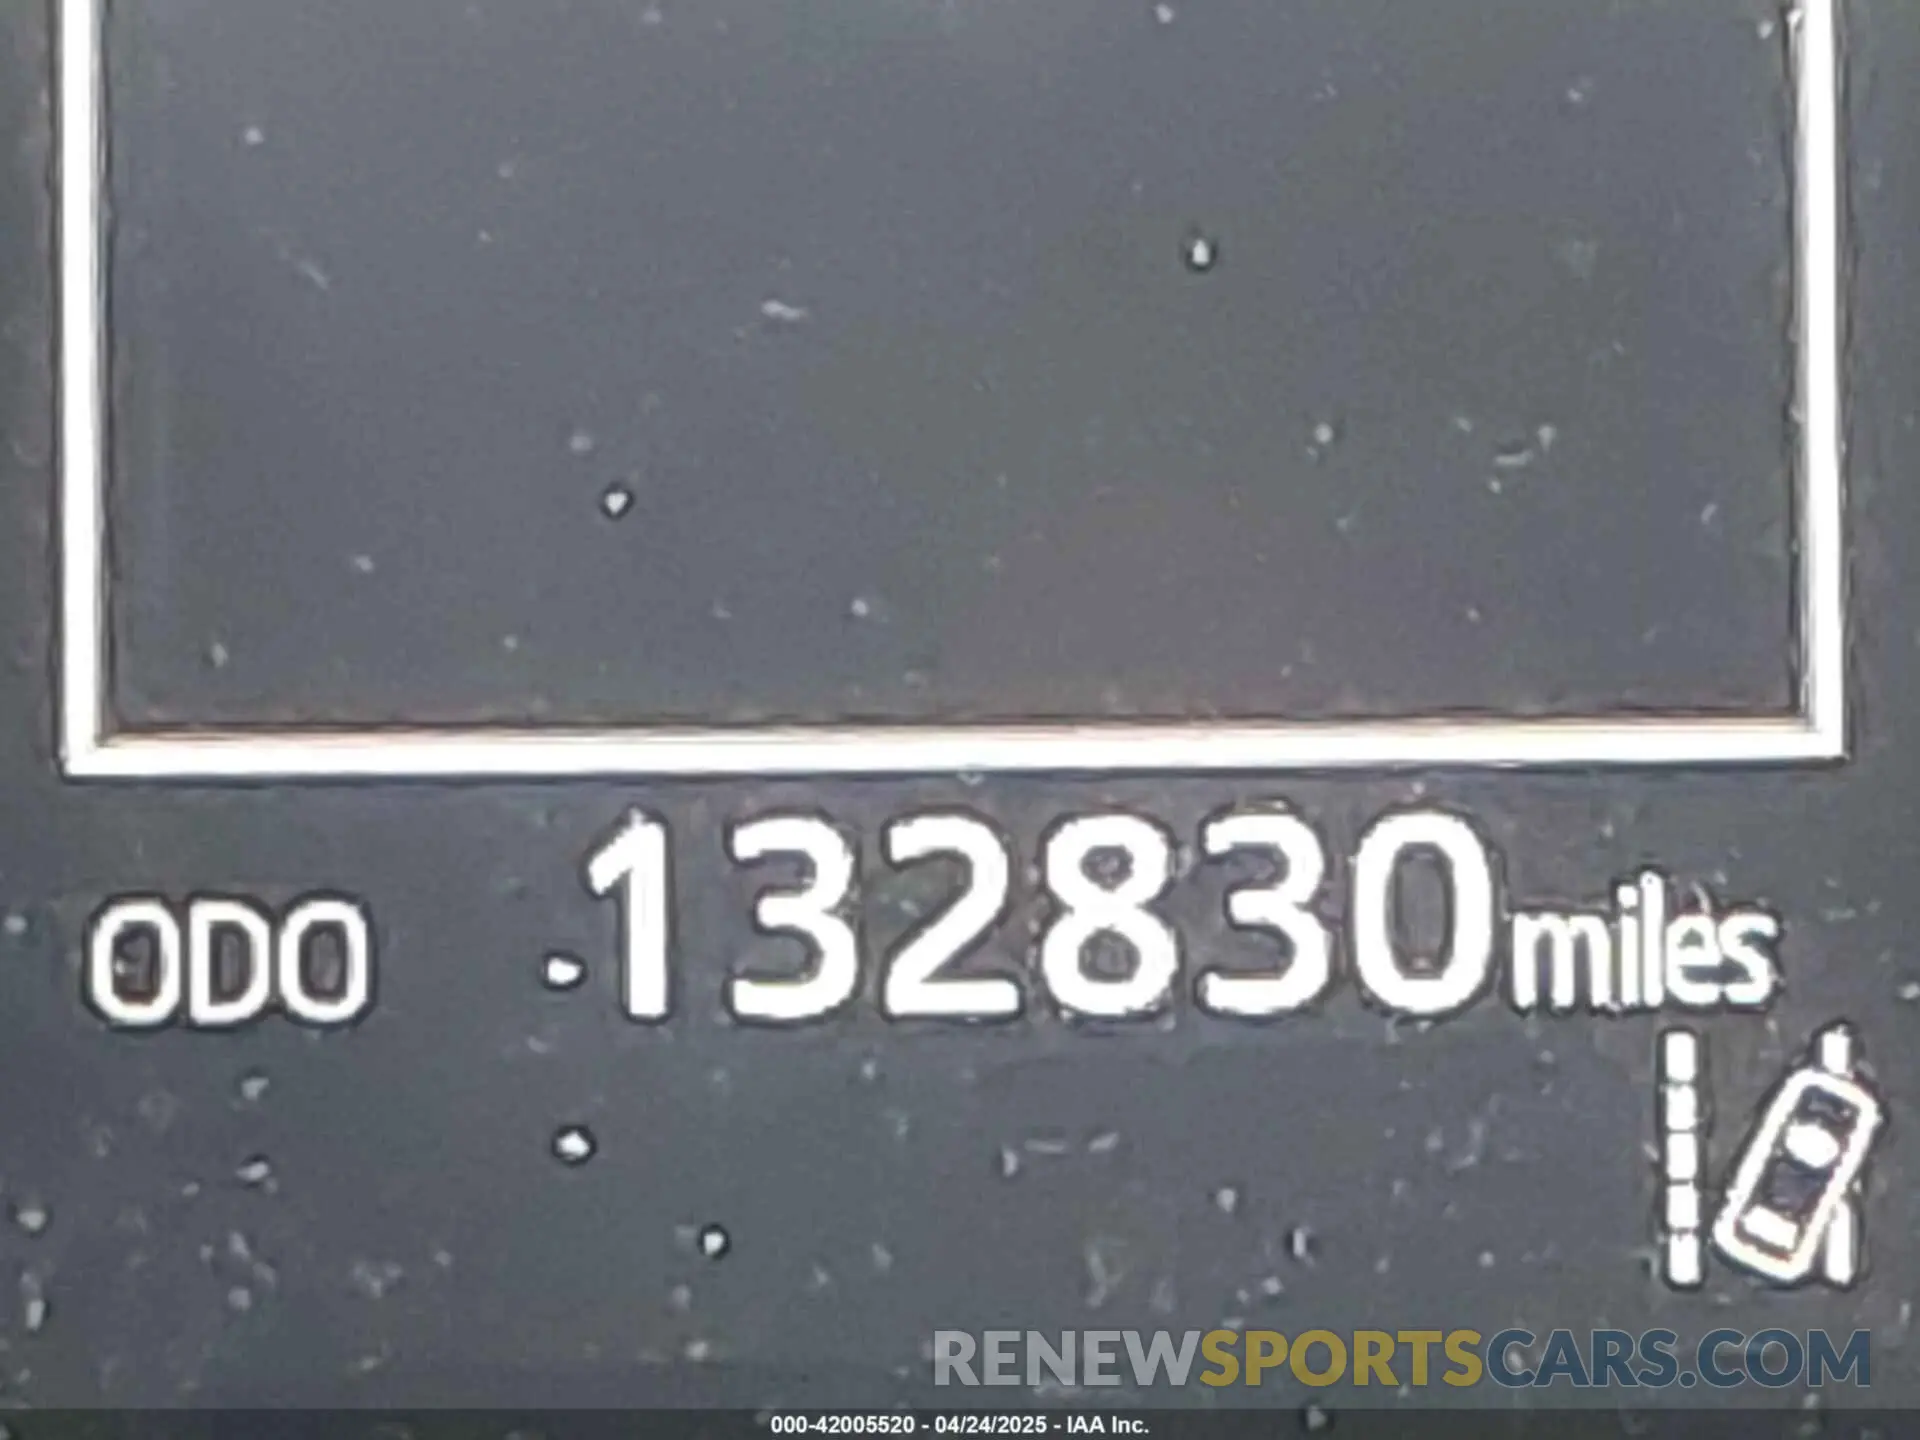 ODO 132830 miles
RENEWSPORTSCARS.COM
000-42005520 - 04/24/2025 - IAA Inc.